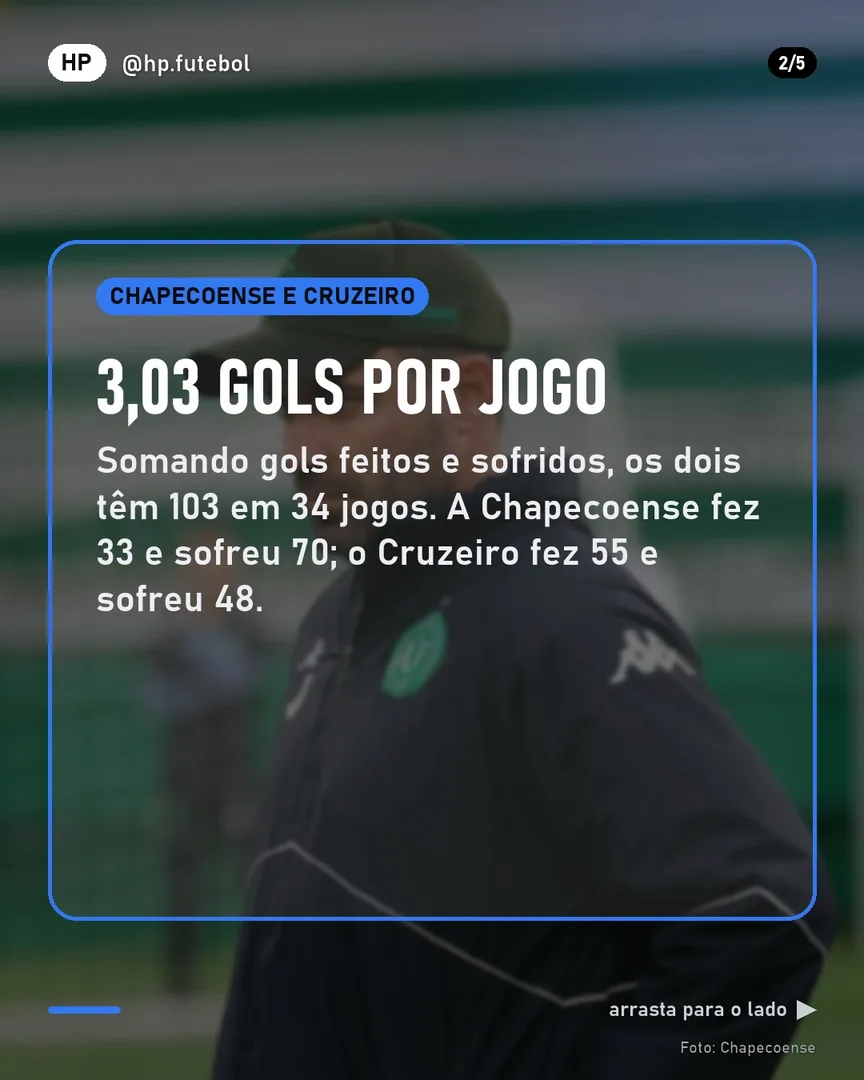 HP @hp.futebol 2/5
CHAPECOENSE E CRUZEIRO
3,03 GOLS POR JOGO
Somando gols feitos e sofridos, os dois
têm 103 em 34 jogos. A Chapecoense fez
33 e sofreu 70; o Cruzeiro fez 55 e
sofreu 48.
arrasta para o lado ▶
Foto: Chapecoense